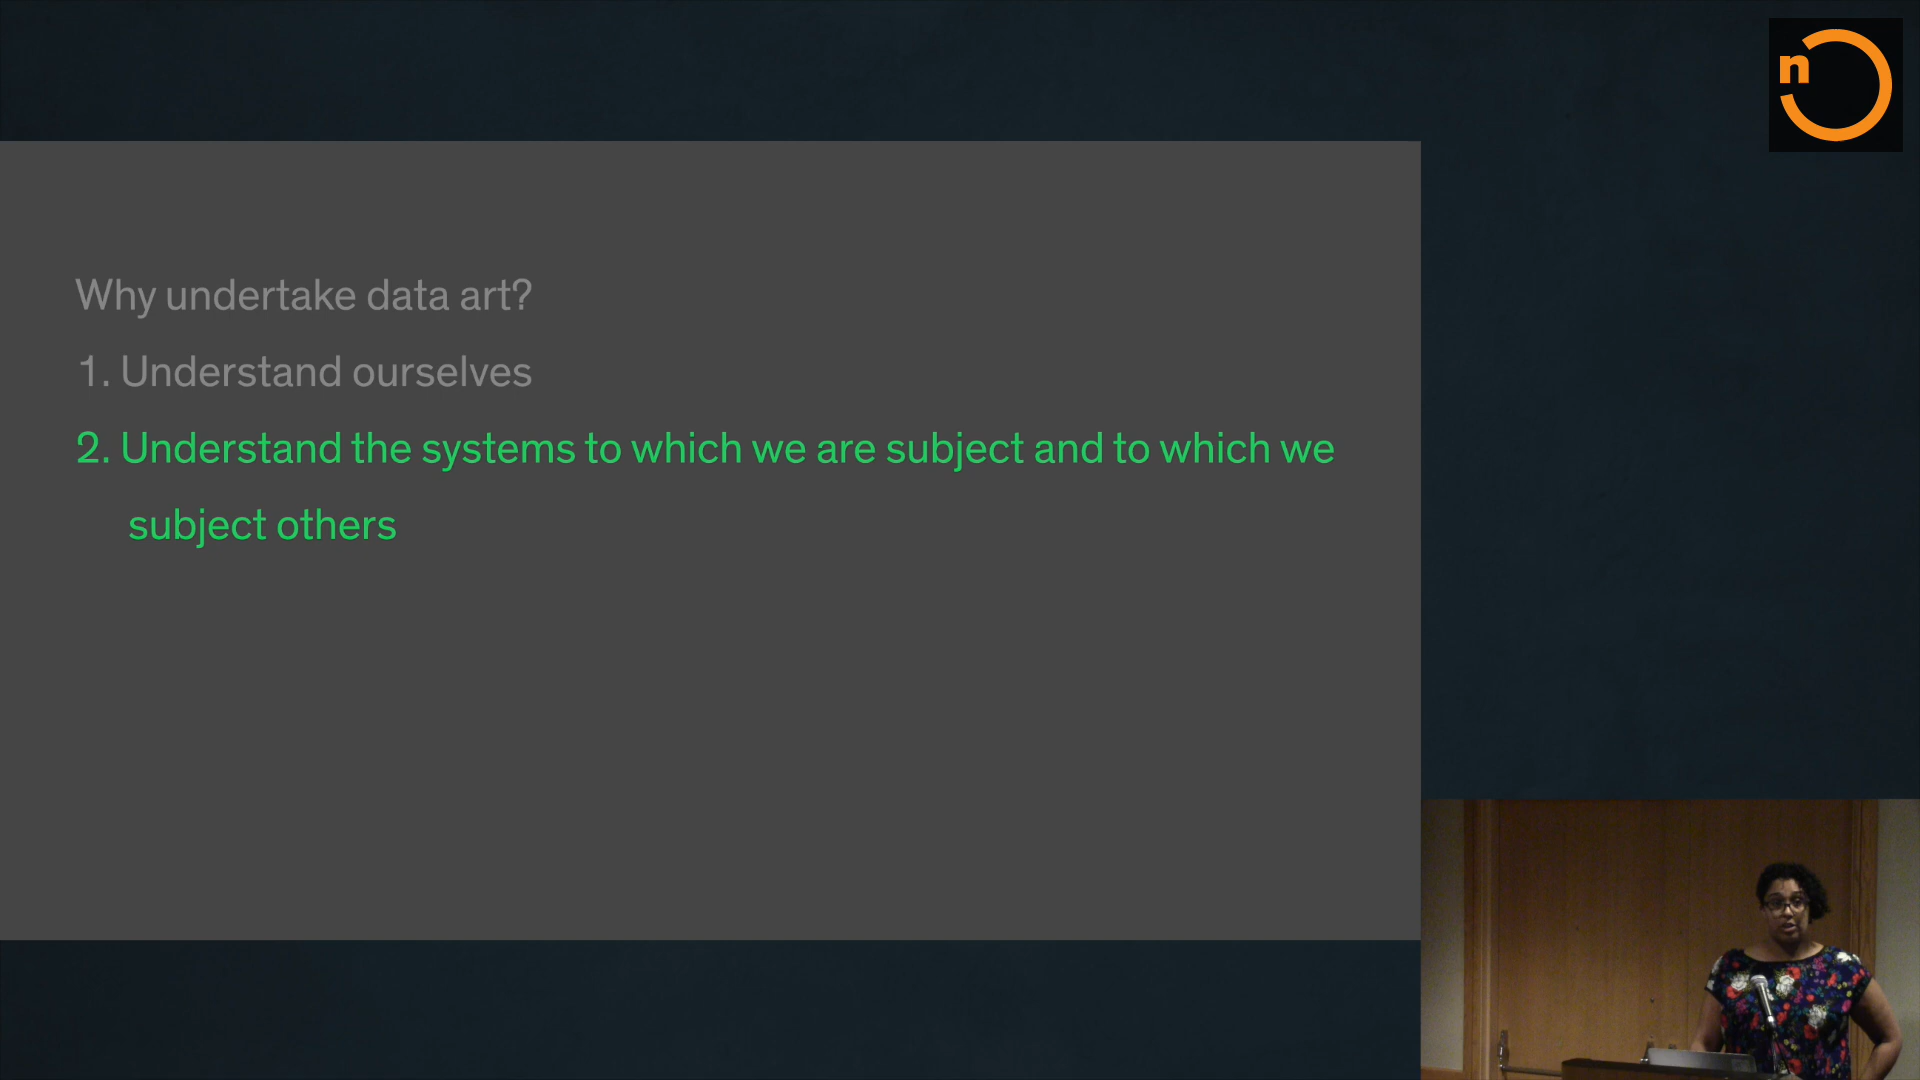 n
Why undertake data art?
1. Understand ourselves
2. Understand the systems to which we are subject and to which we
subject others